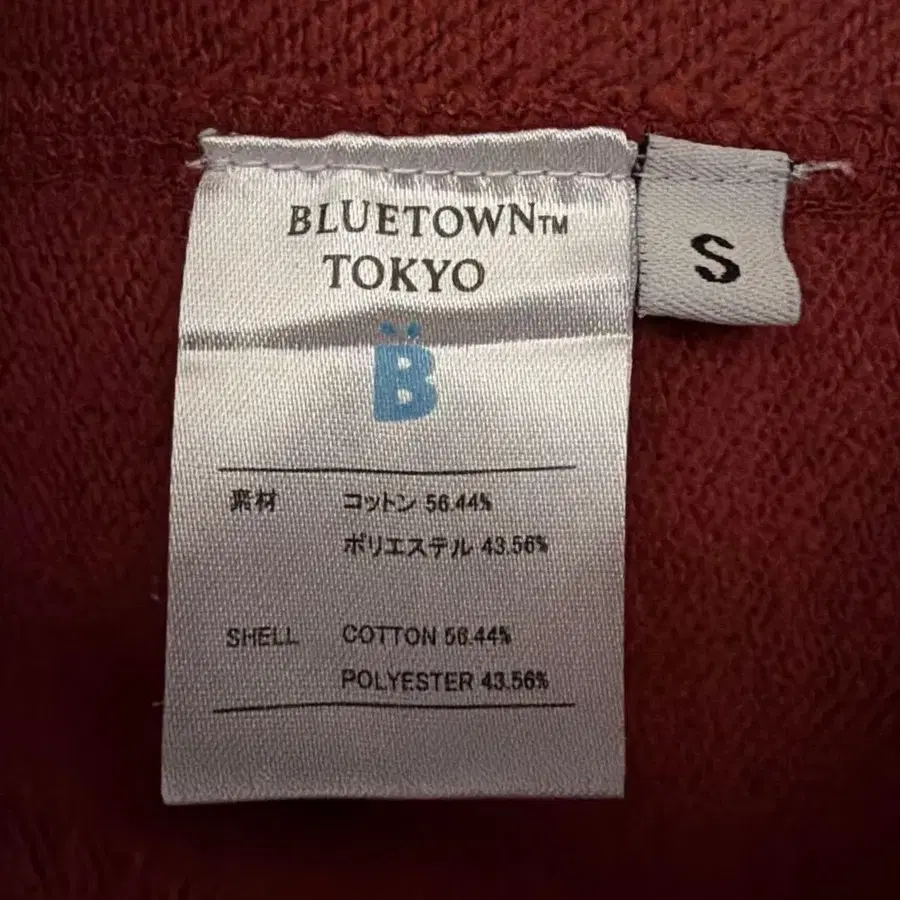 BLUETOWN™
TOKYO
S
B
素材 コットン 56.44%
ポリエステル 43.56%
SHELL COTTON 56.44%
POLYESTER 43.56%